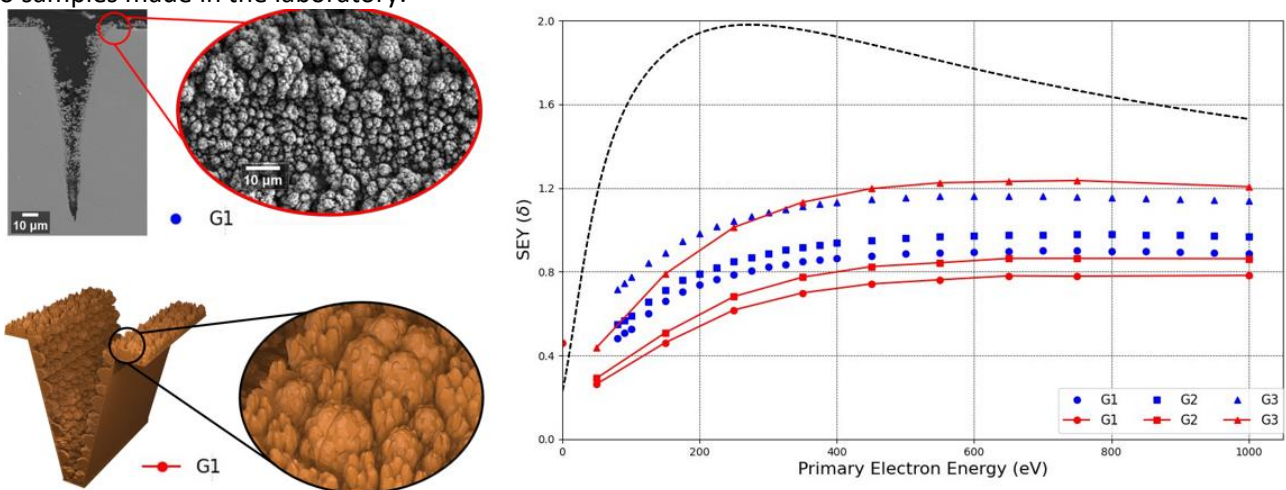 o samples made in the laboratory.
10 µm
10 µm
G1
G1
SEY (δ)
2.0
1.6
1.2
0.8
0.4
0.0
0
200
400
600
800
1000
Primary Electron Energy (eV)
G1 G2 G3
G1 G2 G3